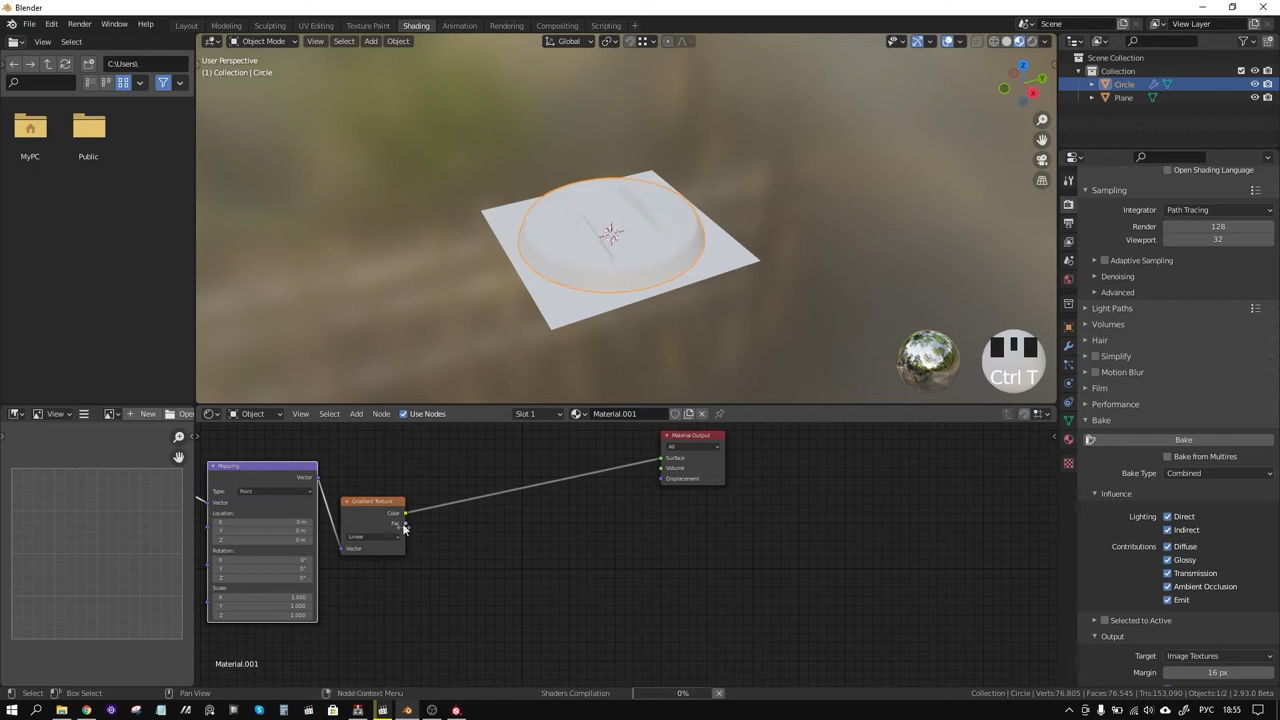 Blender
File Edit Render Window Help Layout Modeling Sculpting UV Editing Texture Paint Shading Animation Rendering Compositing Scripting + Scene View Layer
View Select Object Mode View Select Add Object Global
C:\Users\
MyPC Public
User Perspective
(1) Collection | Circle
Z
Y
X
Ctrl T
Scene Collection
Collection
Circle
Plane
Open Shading Language
Sampling
Integrator Path Tracing
Render 128
Viewport 32
Adaptive Sampling
Denoising
Advanced
Light Paths
Volumes
Hair
Simplify
Motion Blur
Film
Performance
Bake
Bake
Bake from Multires
Bake Type Combined
Influence
Lighting Direct
Indirect
Contributions Diffuse
Glossy
Transmission
Ambient Occlusion
Emit
Selected to Active
Output
Target Image Textures
Margin 16 px
View New Open Object View Select Add Node Use Nodes Slot 1 Material.001
Mapping
Vector
Type: Point
Vector
Location:
X 0 m
Y 0 m
Z 0 m
Rotation:
X 0°
Y 0°
Z 0°
Scale:
X 1.000
Y 1.000
Z 1.000
Gradient Texture
Color
Fac
Linear
Vector
Material Output
All
Surface
Volume
Displacement
Material.001
Select Box Select Pan View Node Context Menu Shaders Compilation 0% Collection | Circle | Verts:76,805 | Faces:76,545 | Tris:153,090 | Objects:1/2 | 2.93.0 Beta
РУС 18:55